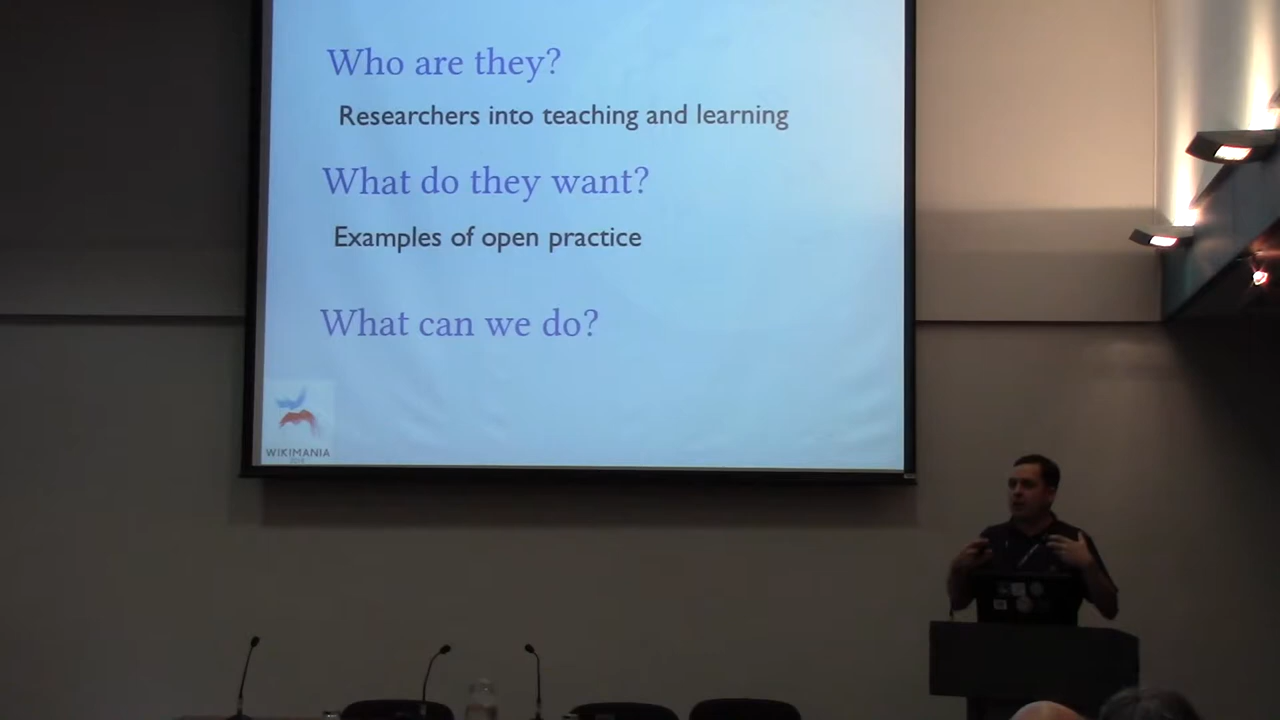 Who are they?
Researchers into teaching and learning
What do they want?
Examples of open practice
What can we do?
WIKIMANIA